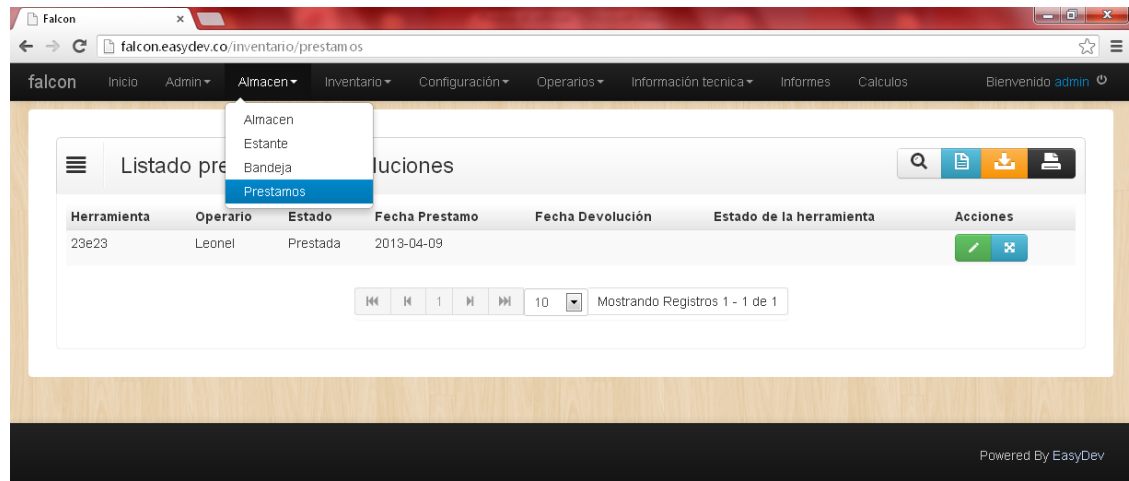 Falcon
falcon.easydev.co/inventario/prestamos
falcon Inicio Admin Almacen Inventario Configuración Operarios Información tecnica Informes Calculos Bienvenido admin
Almacen
Estante
Bandeja
Prestamos
Listado pre luciones
Herramienta Operario Estado Fecha Prestamo Fecha Devolución Estado de la herramienta Acciones
23e23 Leonel Prestada 2013-04-09
1 10 Mostrando Registros 1 - 1 de 1
Powered By EasyDev